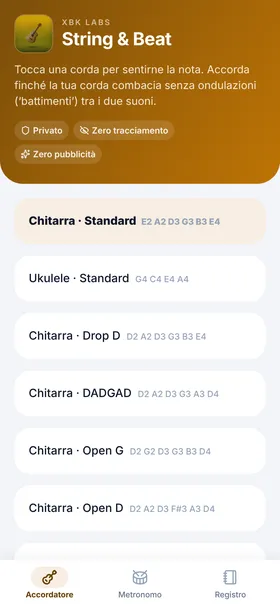 XBK LABS
String & Beat
Tocca una corda per sentirne la nota. Accorda
finché la tua corda combacia senza ondulazioni
('battimenti') tra i due suoni.
Privato
Zero tracciamento
Zero pubblicità
Chitarra · Standard E2 A2 D3 G3 B3 E4
Ukulele · Standard G4 C4 E4 A4
Chitarra · Drop D D2 A2 D3 G3 B3 E4
Chitarra · DADGAD D2 A2 D3 G3 A3 D4
Chitarra · Open G D2 G2 D3 G3 B3 D4
Chitarra · Open D D2 A2 D3 F#3 A3 D4
Accordatore
Metronomo
Registro